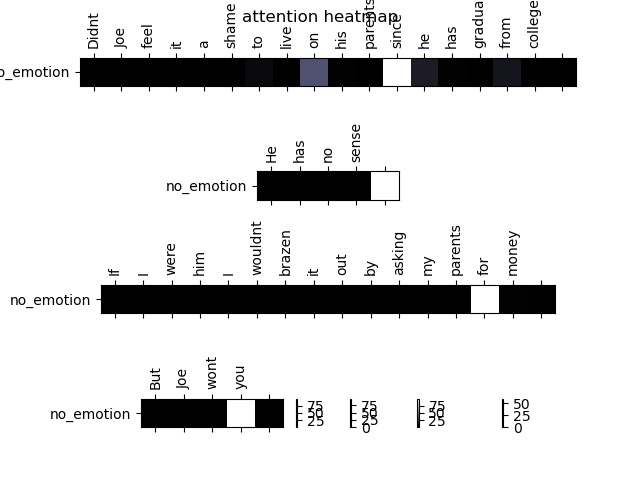 attention heatmap
Didnt Joe feel it a shame to live on his parents since he has gradua from college
o_emotion
He has no sense
no_emotion
If I were him I wouldnt brazen it out by asking my parents for money
no_emotion
But Joe wont you
no_emotion
75 50 25
75 50 25 0
75 50 25
50 25 0